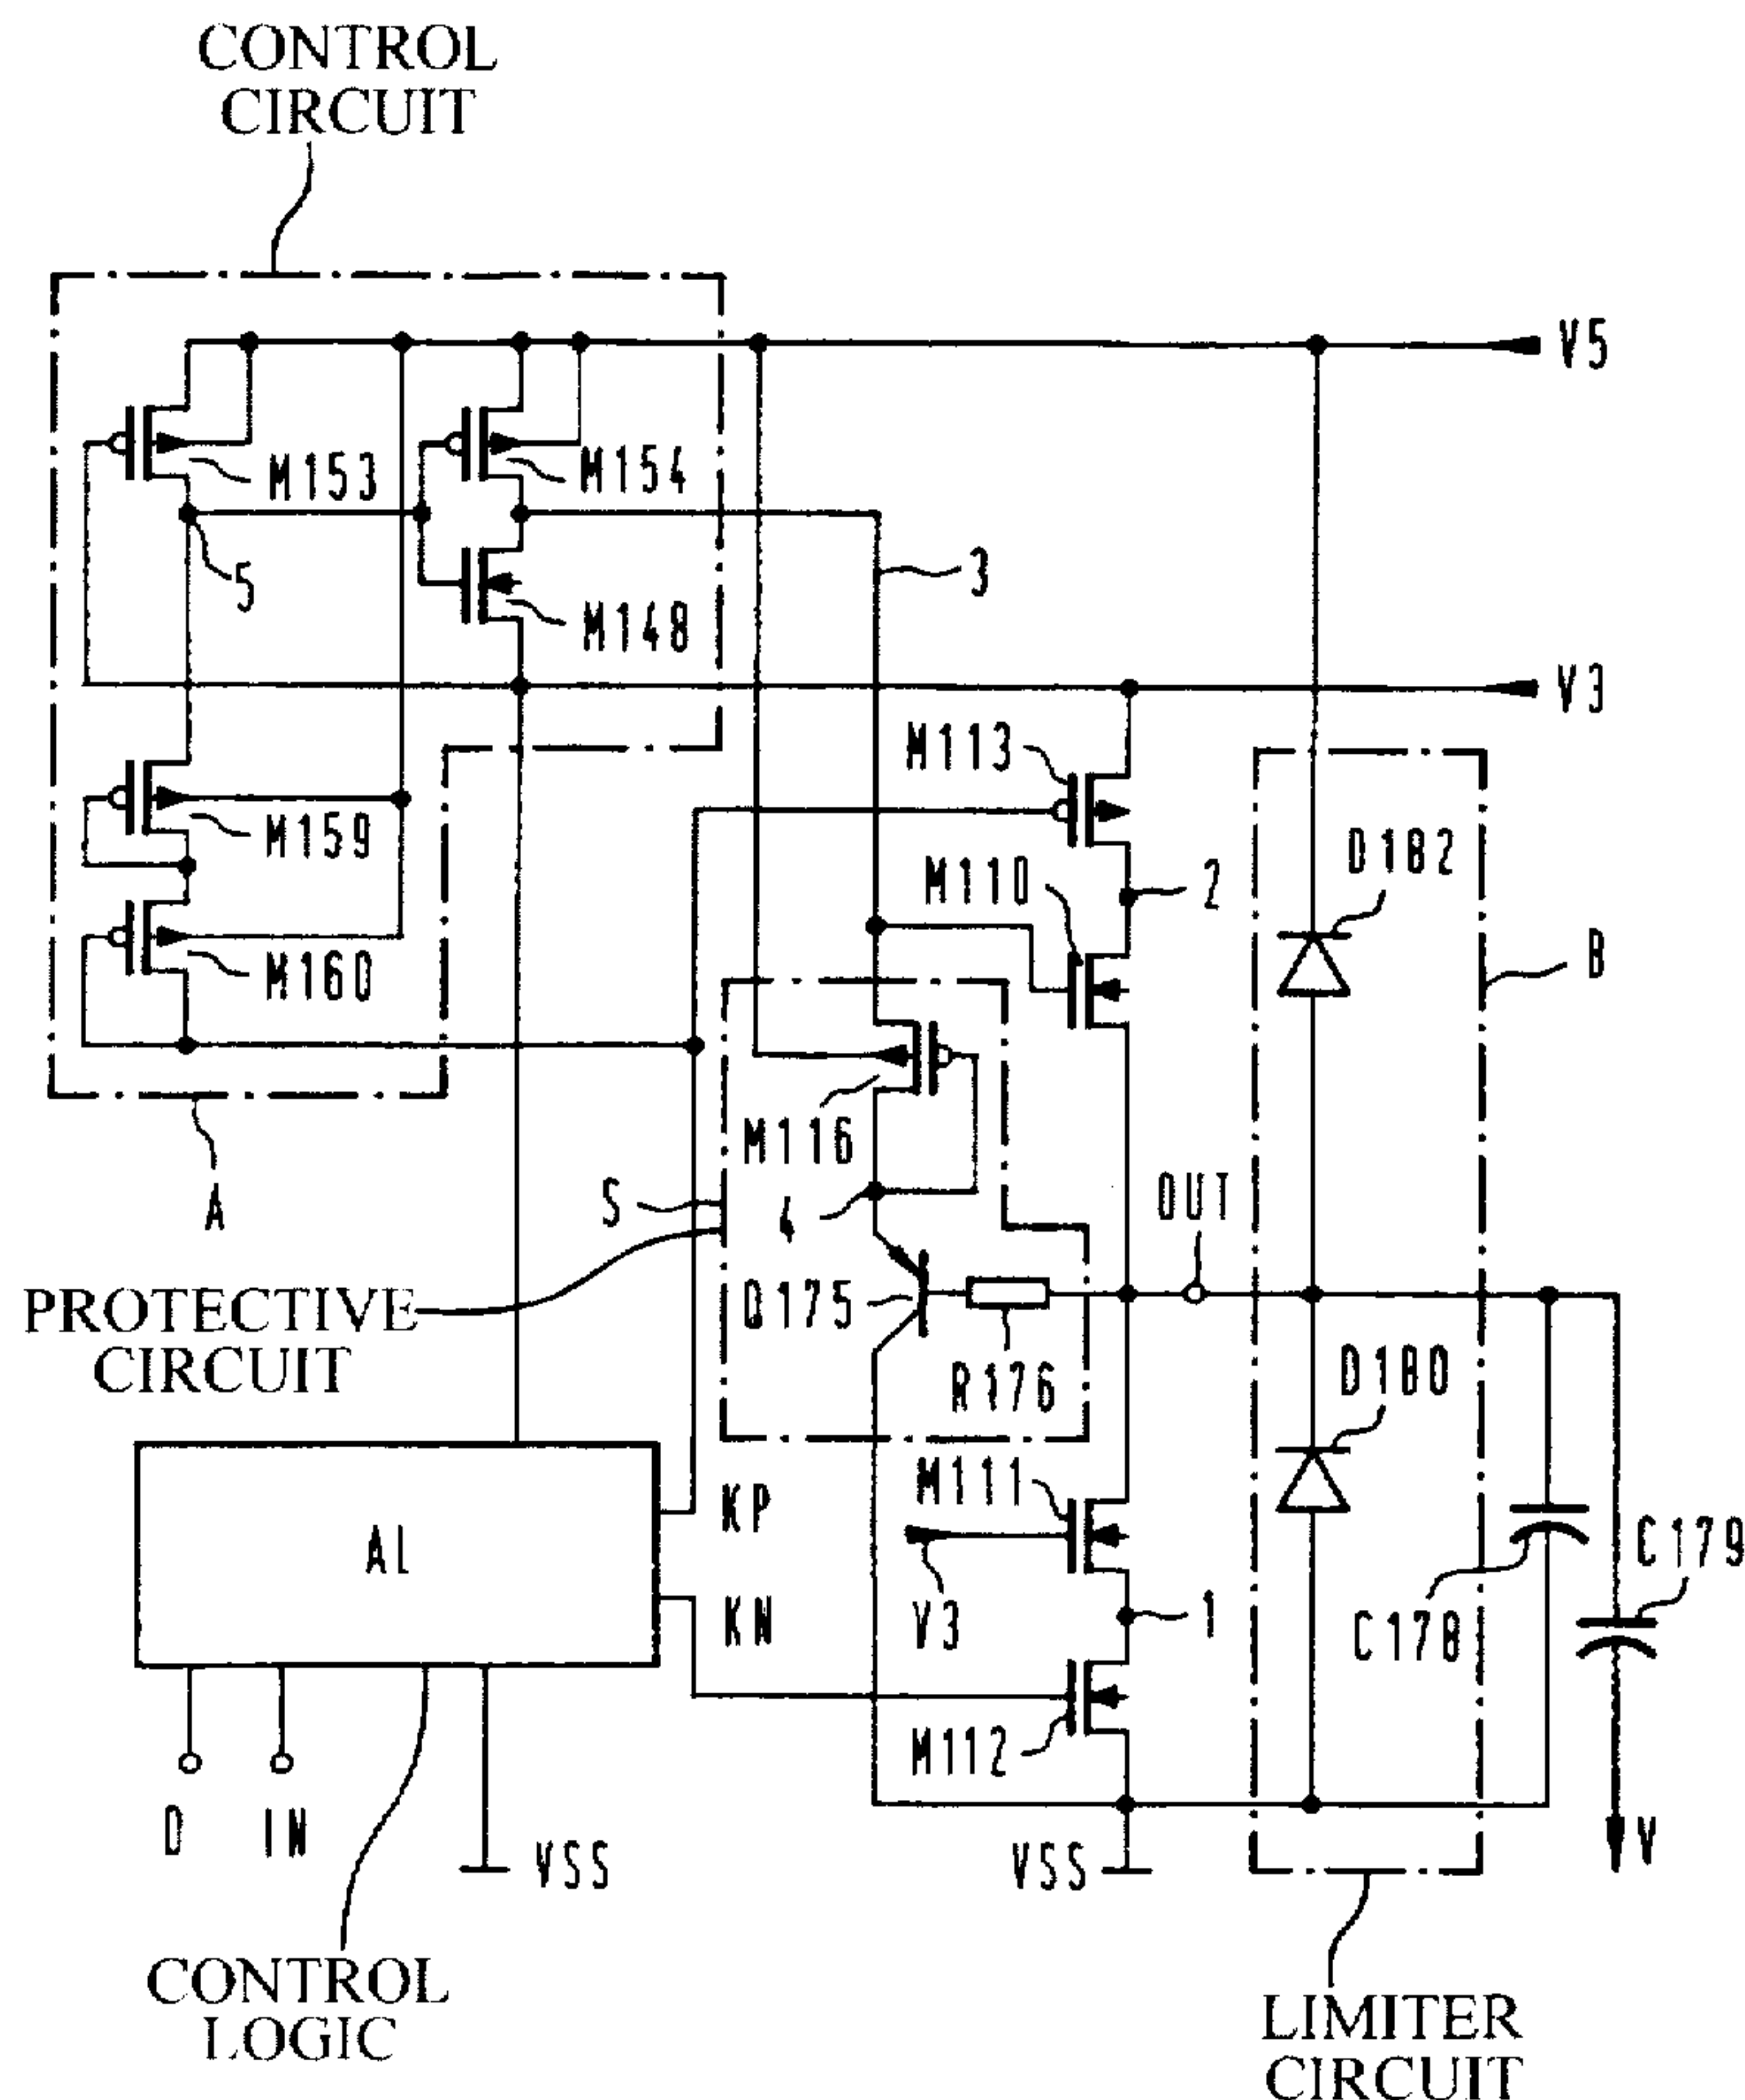 CONTROL
CIRCUIT
V5
M153
M154
5
3
M148
V3
M113
M159
D182
M110
2
M160
B
M116
S
4
OUT
A
PROTECTIVE
CIRCUIT
Q175
R176
D180
M111
KP
AL
C179
V3
1
KN
C178
M112
D
IN
VSS
VSS
V
CONTROL
LOGIC
LIMITER
CIRCUIT